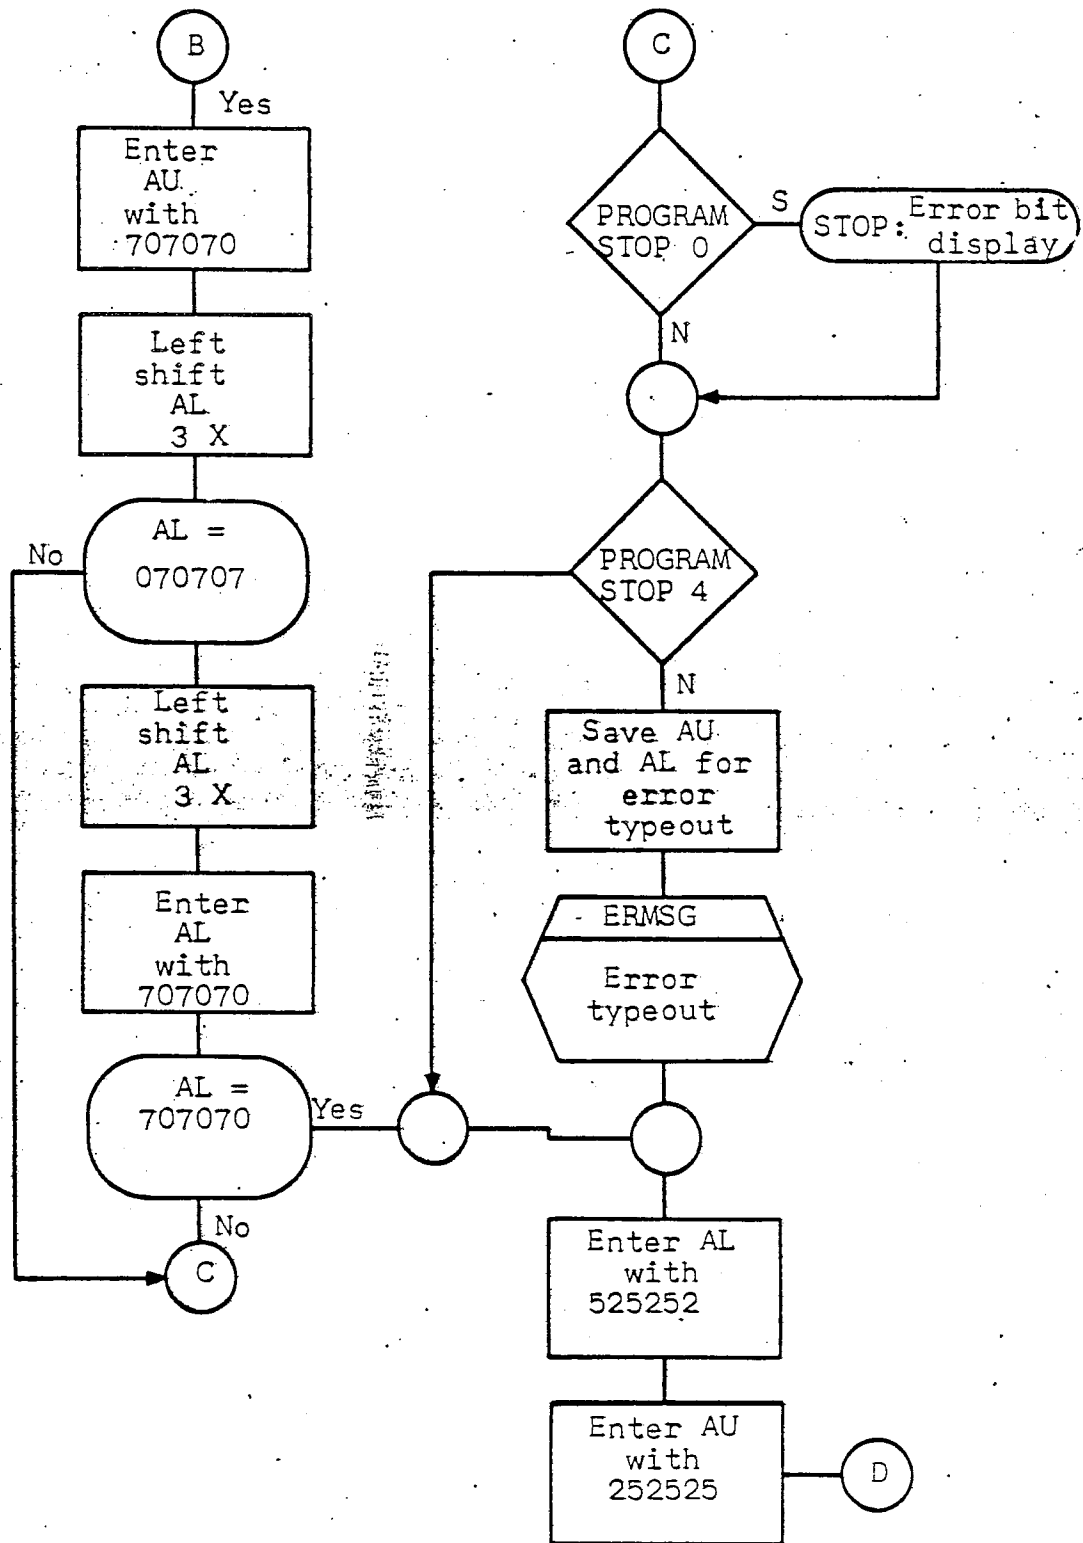 B
Yes
Enter
AU
with
707070
Left
shift
AL
3 X
AL =
070707
No
Left
shift
AL
3 X
Enter
AL
with
707070
AL =
707070
Yes
No
C
C
PROGRAM
STOP 0
S
STOP: Error bit
display
N
PROGRAM
STOP 4
N
Save AU
and AL for
error
typeout
ERMSG
Error
typeout
Enter AL
with
525252
Enter AU
with
252525
D